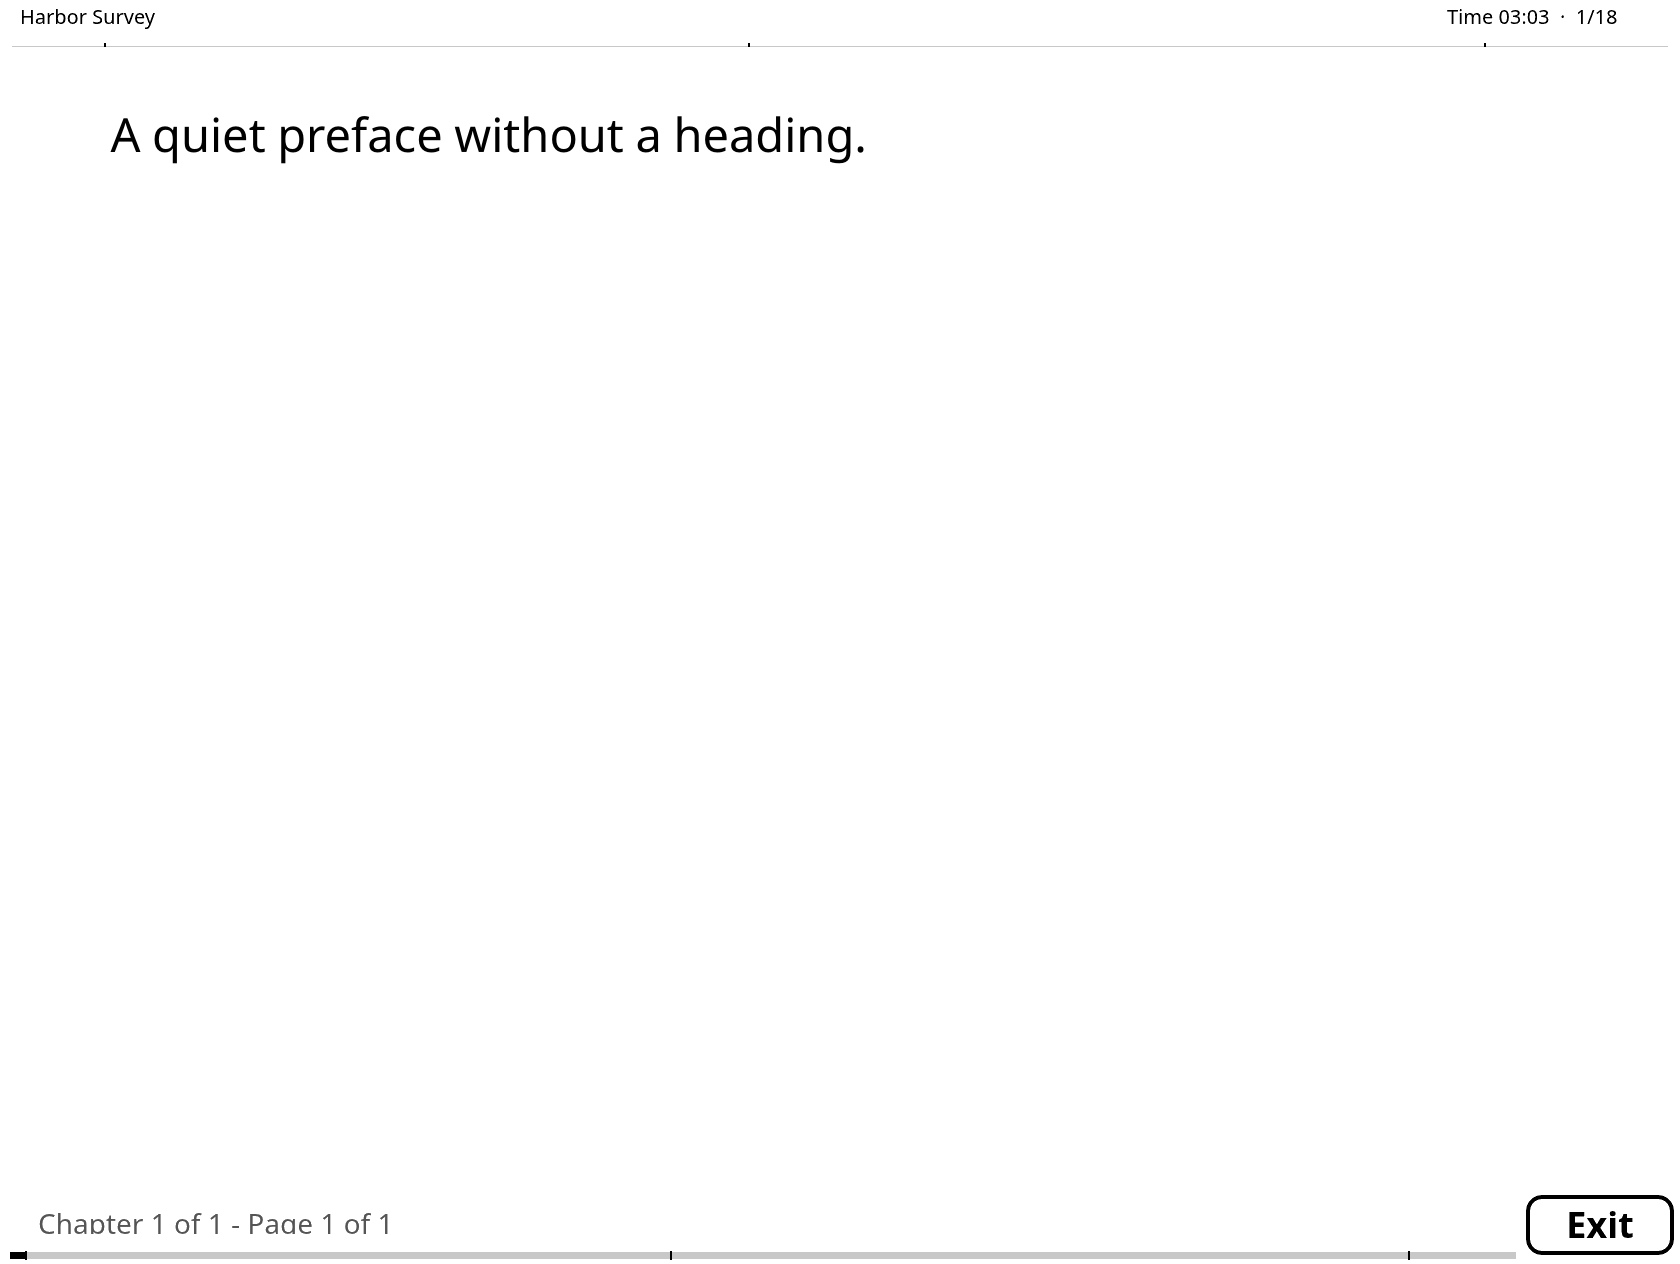 Harbor Survey
Time 03:03 · 1/18
A quiet preface without a heading.
Chapter 1 of 1 - Page 1 of 1
Exit